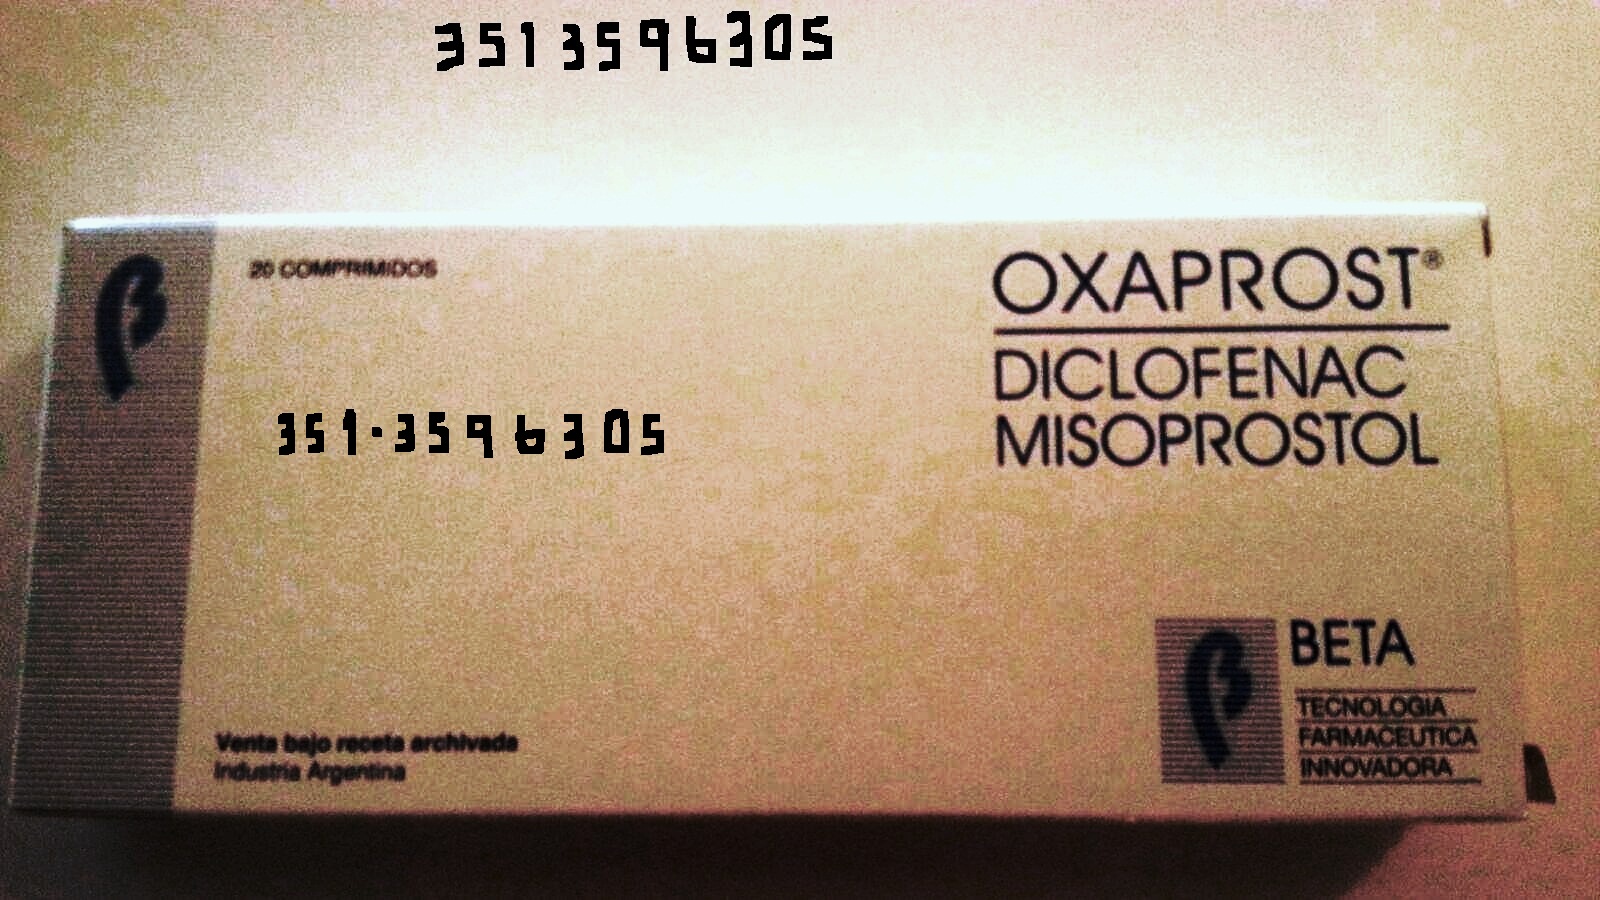 3513596305
20 COMPRIMIDOS
OXAPROST®
DICLOFENAC
MISOPROSTOL
351·3596305
BETA
TECNOLOGIA
FARMACEUTICA
INNOVADORA
Venta bajo receta archivada
Industria Argentina